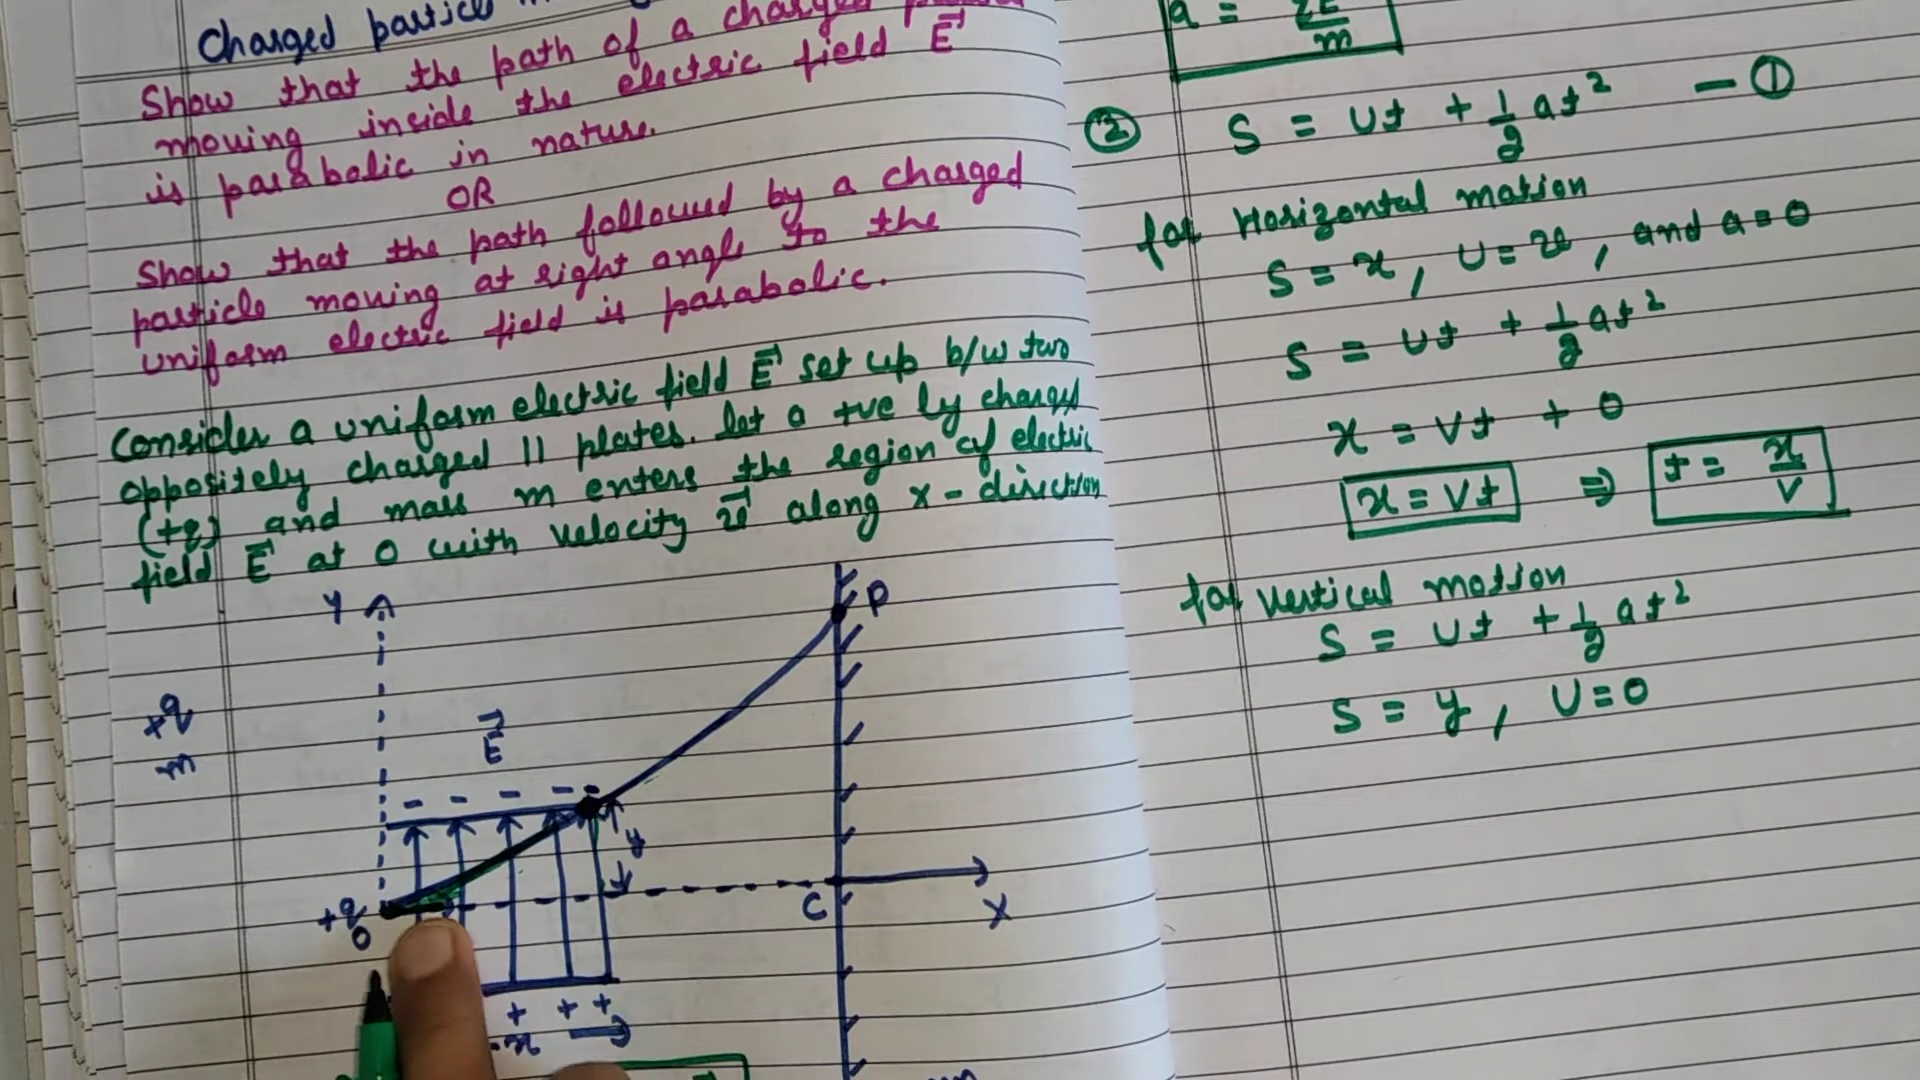 Charged particle
Show that the path of a charged
moving inside the electric field E⃗
is parabolic in nature.
OR
Show that the path followed by a charged
particle moving at right angle to the
uniform electric field is parabolic.
Consider a uniform electric field E⃗ set up b/w two
oppositely charged || plates. let a +ve ly charged
(+q) and mass m enters the region of electric
field E⃗ at O with velocity v⃗ along x - direction
Y
P
+q
m
E⃗
- - - - -
y
+q
O
C
X
+ + +
x
a = qE/m
② S = ut + 1/2 at² — ①
for Horizontal motion
S = x, U = v, and a = 0
S = ut + 1/2 at²
x = vt + 0
x = vt ⇒ t = x/v
for vertical motion
S = ut + 1/2 at²
S = y, U = 0